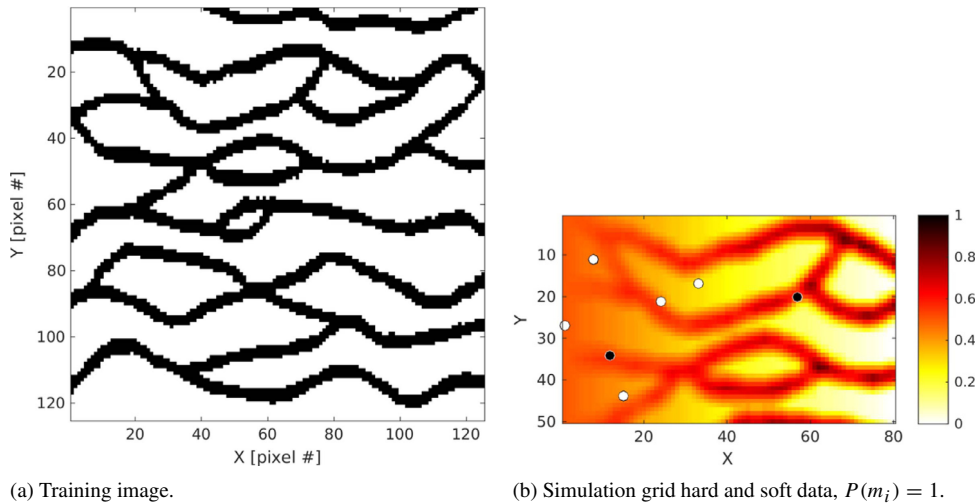 20
40
60
80
100
120
Y [pixel #]
20 40 60 80 100 120
X [pixel #]
(a) Training image.
10
20
30
40
50
Y
20 40 60 80
X
1
0.8
0.6
0.4
0.2
0
(b) Simulation grid hard and soft data, P(m_i) = 1.